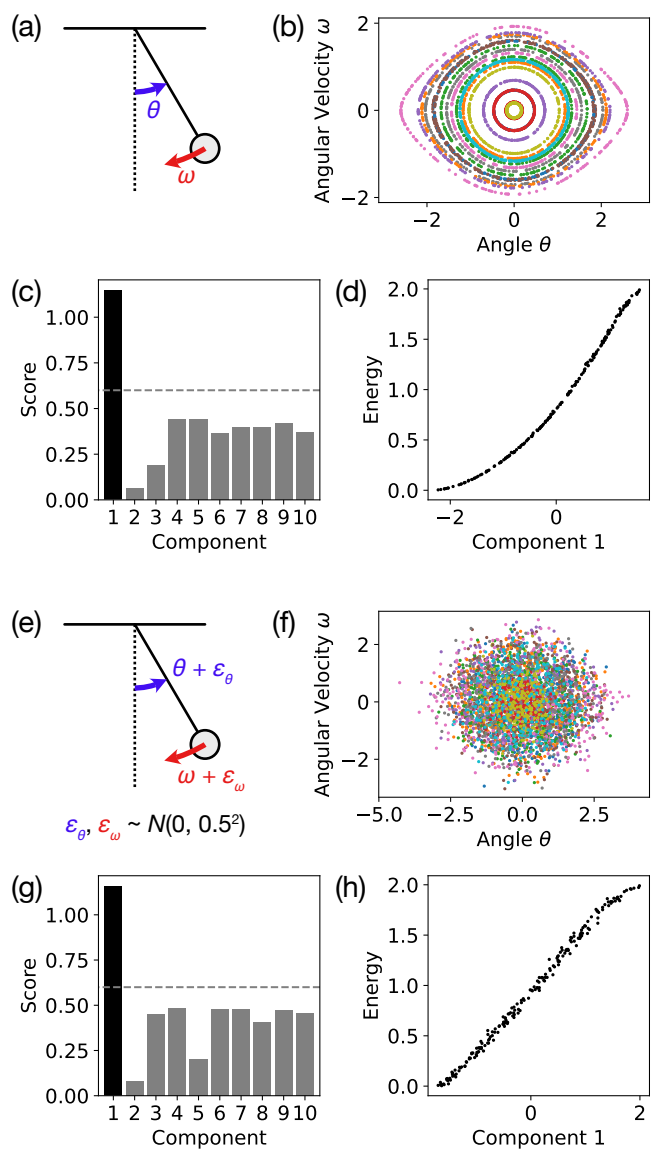 (a)
θ
ω
(b)
Angular Velocity ω
2
0
−2
−2
0
2
Angle θ
(c)
Score
1.00
0.75
0.50
0.25
0.00
1 2 3 4 5 6 7 8 9 10
Component
(d)
Energy
2.0
1.5
1.0
0.5
0.0
−2
0
Component 1
(e)
θ + εθ
ω + εω
εθ, εω ~ N(0, 0.5²)
(f)
Angular Velocity ω
2
0
−2
−5.0 −2.5 0.0 2.5
Angle θ
(g)
Score
1.00
0.75
0.50
0.25
0.00
1 2 3 4 5 6 7 8 9 10
Component
(h)
Energy
2.0
1.5
1.0
0.5
0.0
0
2
Component 1